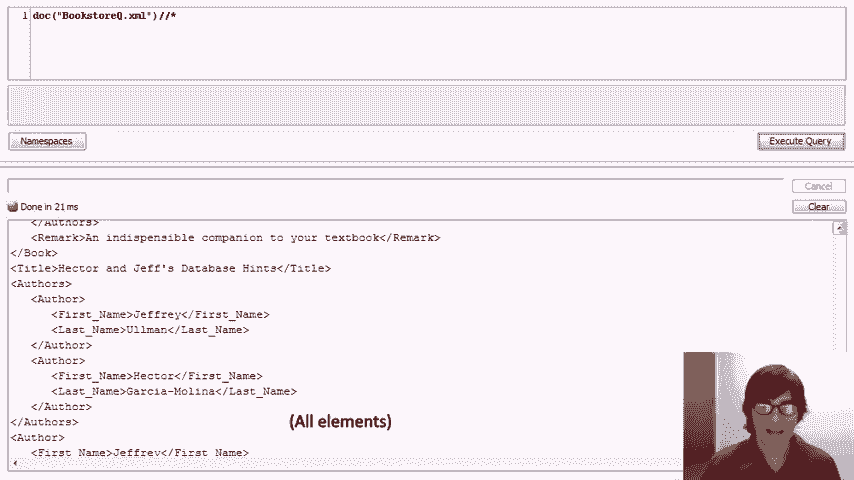 1 doc("BookstoreQ.xml")//*
Namespaces
Execute Query
Cancel
Done in 21 ms
Clear
</Authors>
<Remark>An indispensible companion to your textbook</Remark>
</Book>
<Title>Hector and Jeff's Database Hints</Title>
<Authors>
<Author>
<First_Name>Jeffrey</First_Name>
<Last_Name>Ullman</Last_Name>
</Author>
<Author>
<First_Name>Hector</First_Name>
<Last_Name>Garcia-Molina</Last_Name>
</Author>
</Authors>
(All elements)
<Author>
<First_Name>Jeffrey</First_Name>